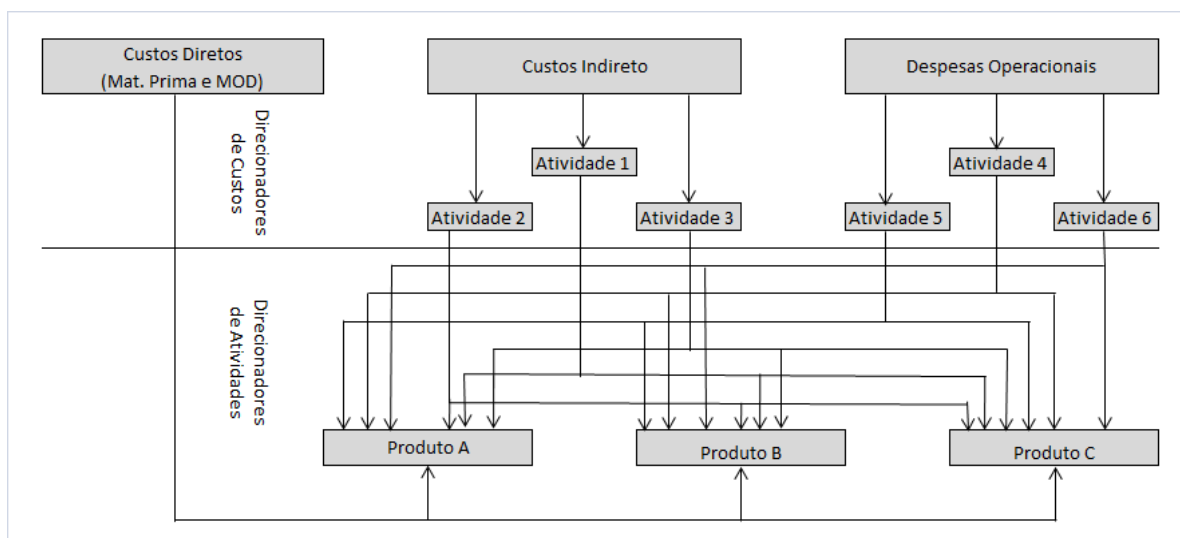 Custos Diretos
(Mat. Prima e MOD)
Custos Indireto
Despesas Operacionais
Direcionadores
de Custos
Atividade 1
Atividade 4
Atividade 2
Atividade 3
Atividade 5
Atividade 6
Direcionadores
de Atividades
Produto A
Produto B
Produto C